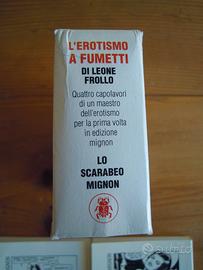 L'EROTISMO
A FUMETTI
DI LEONE
FROLLO
Quattro capolavori
di un maestro
dell'erotismo
per la prima volta
in edizione
mignon
LO
SCARABEO
MIGNON
subito